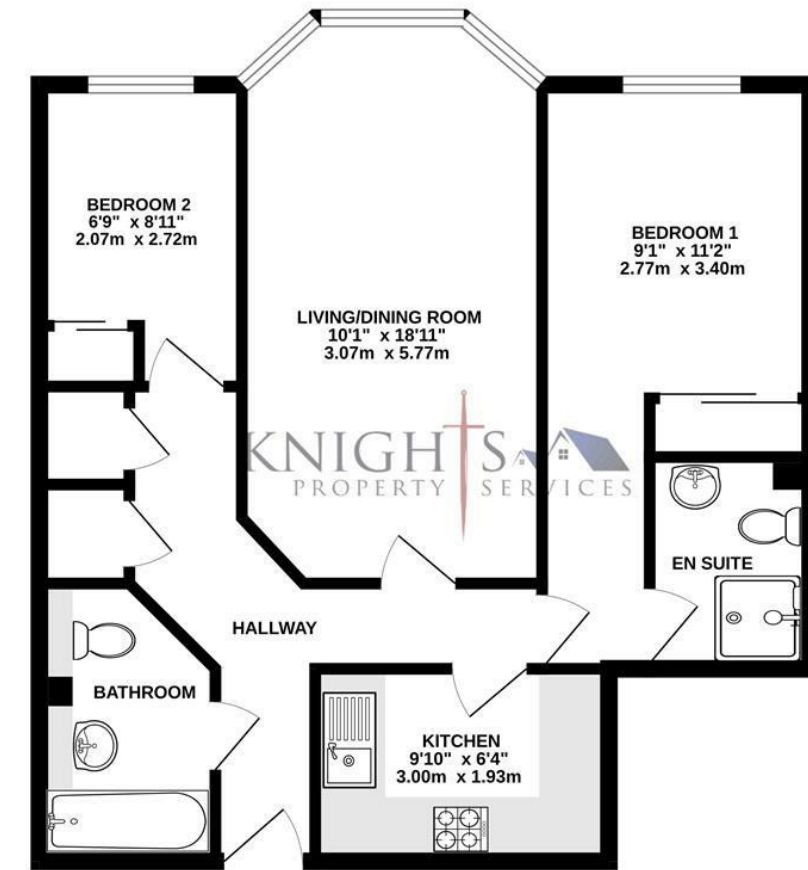 BEDROOM 2
6'9" x 8'11"
2.07m x 2.72m
BEDROOM 1
9'1" x 11'2"
2.77m x 3.40m
LIVING/DINING ROOM
10'1" x 18'11"
3.07m x 5.77m
KNIGHTS
PROPERTY SERVICES
EN SUITE
HALLWAY
BATHROOM
KITCHEN
9'10" x 6'4"
3.00m x 1.93m